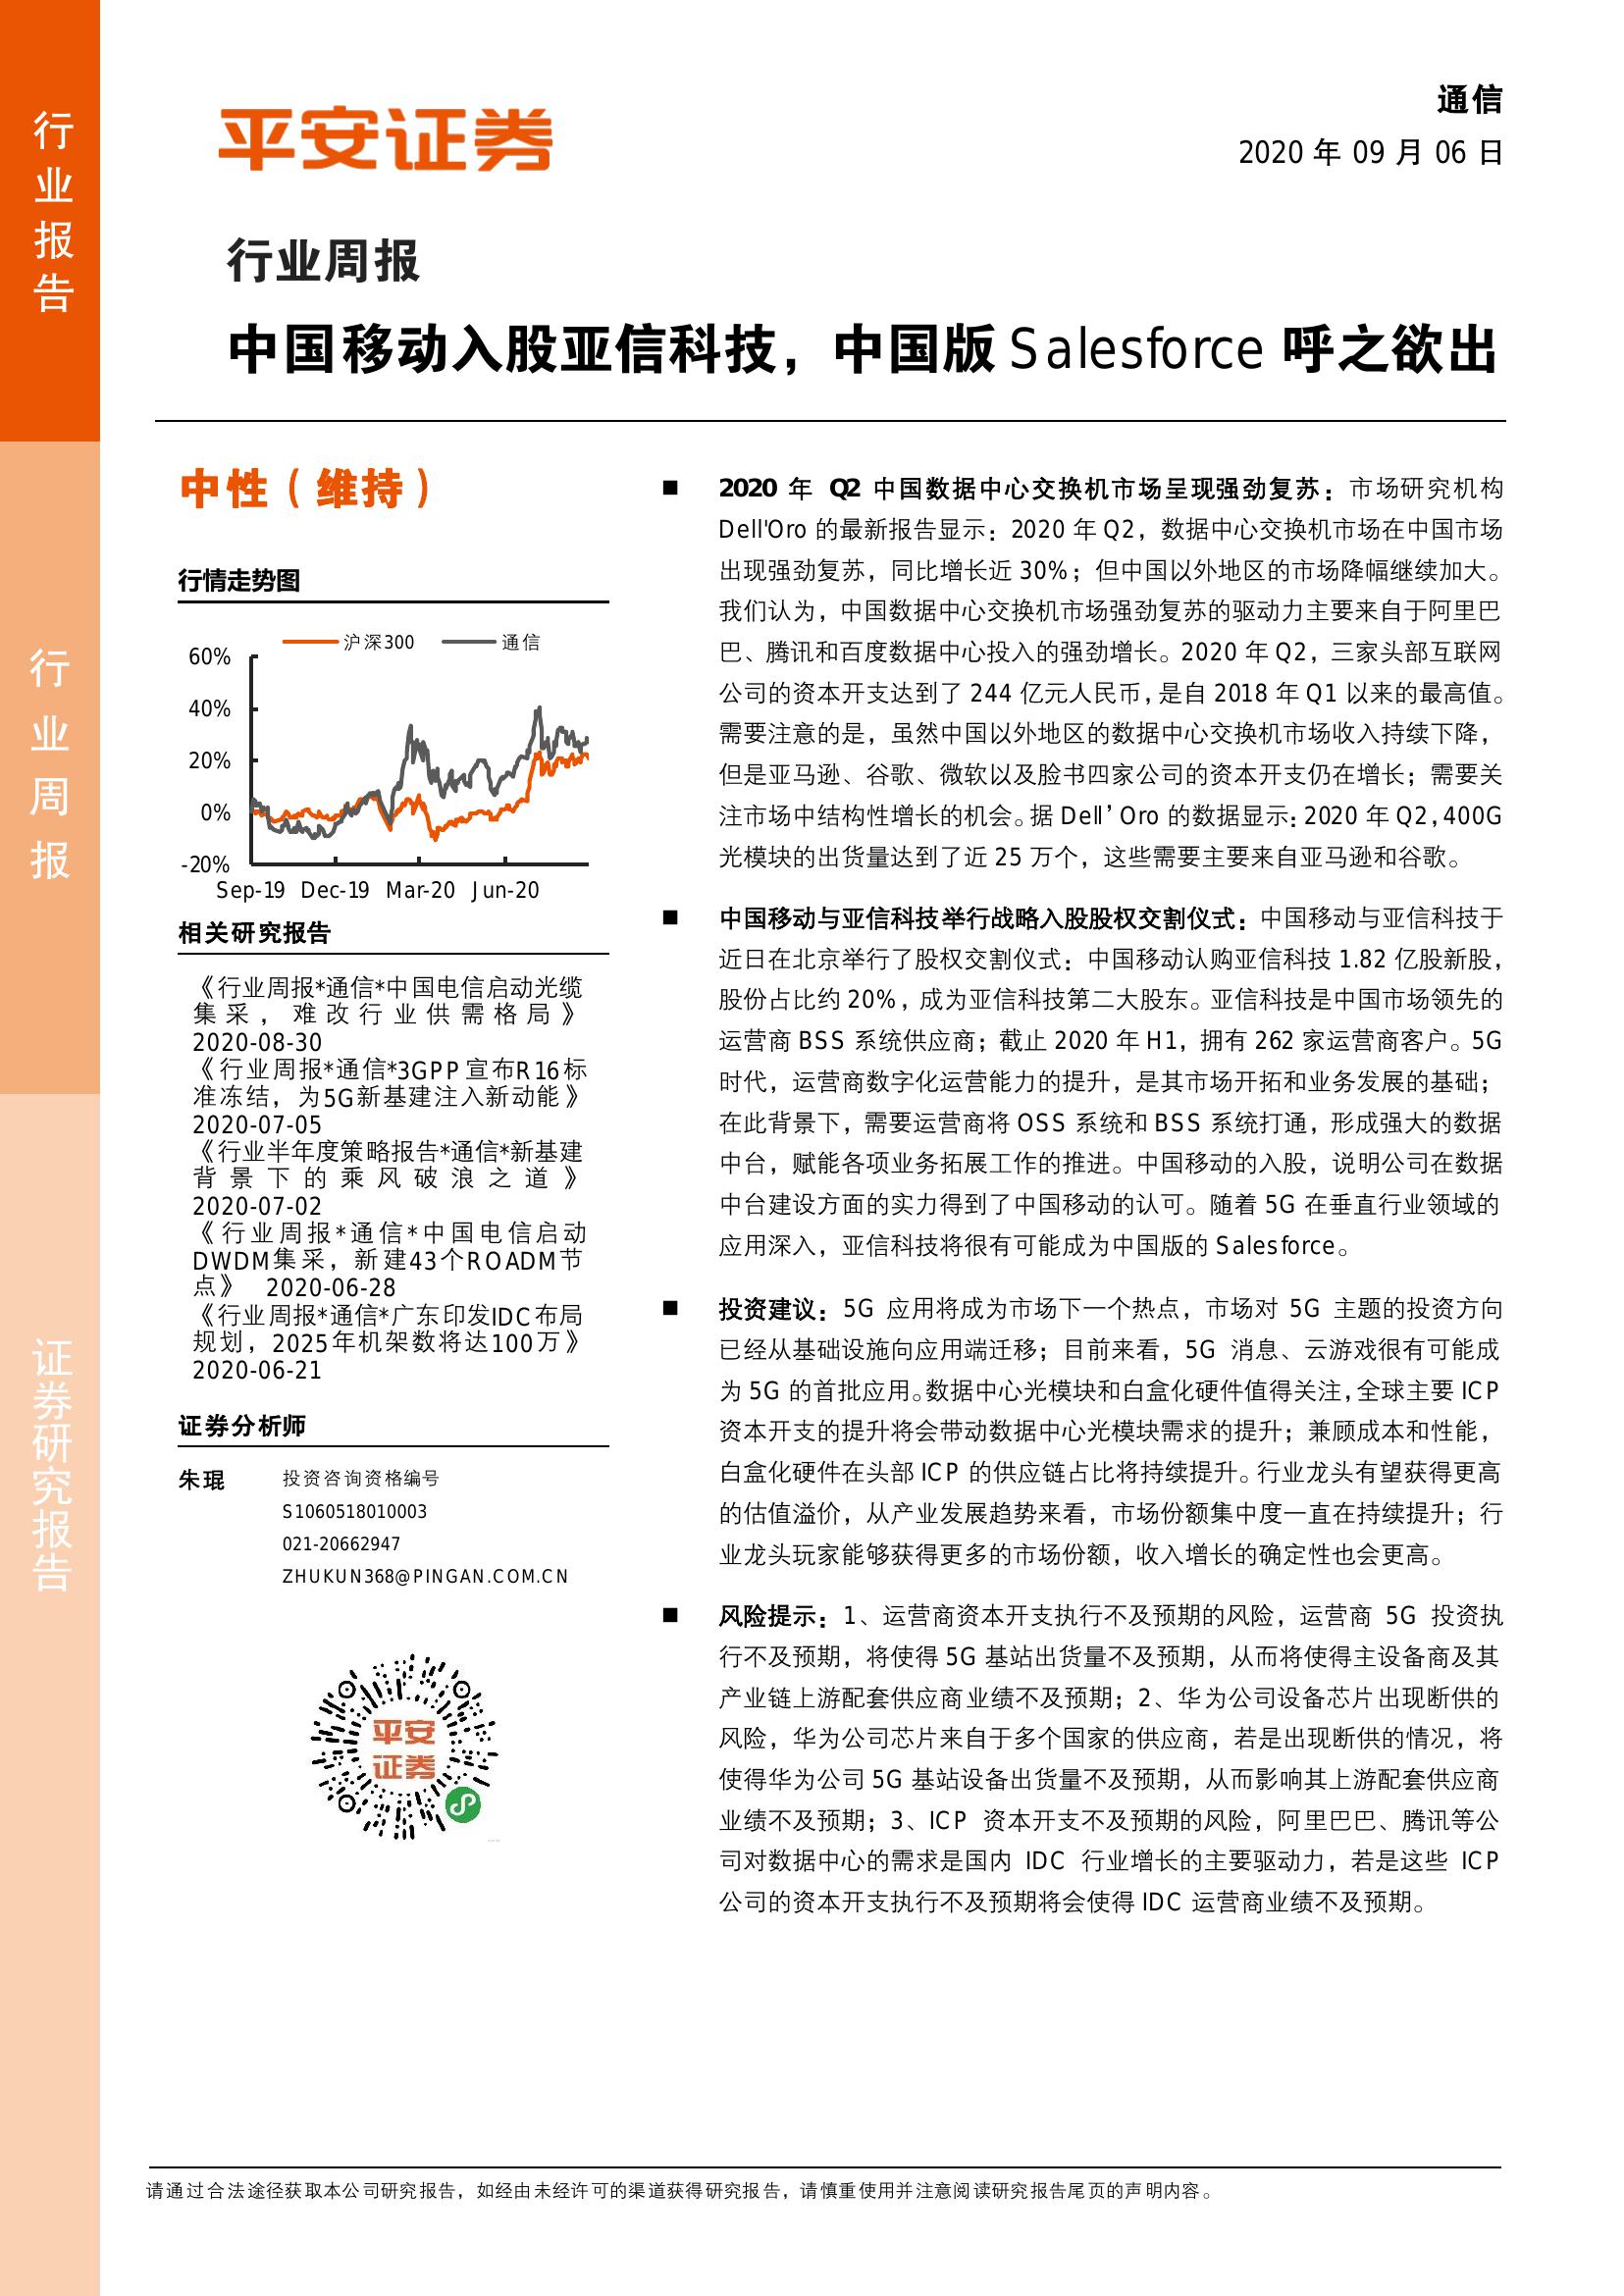 行业报告
行业周报
证券研究报告
平安证券
通信
2020 年 09 月 06 日
行业周报
中国移动入股亚信科技，中国版 Salesforce 呼之欲出
中性（维持）
行情走势图
沪深300 通信
60%
40%
20%
0%
-20%
Sep-19 Dec-19 Mar-20 Jun-20
相关研究报告
《行业周报*通信*中国电信启动光缆
集采，难改行业供需格局》
2020-08-30
《行业周报*通信*3GPP宣布R16标
准冻结，为5G新基建注入新动能》
2020-07-05
《行业半年度策略报告*通信*新基建
背景下的乘风破浪之道》
2020-07-02
《行业周报*通信*中国电信启动
DWDM集采，新建43个ROADM节
点》 2020-06-28
《行业周报*通信*广东印发IDC布局
规划，2025年机架数将达100万》
2020-06-21
证券分析师
朱琨 投资咨询资格编号
S1060518010003
021-20662947
ZHUKUN368@PINGAN.COM.CN
平安
证券
■ 2020 年 Q2 中国数据中心交换机市场呈现强劲复苏：市场研究机构
Dell'Oro 的最新报告显示：2020 年 Q2，数据中心交换机市场在中国市场
出现强劲复苏，同比增长近 30%；但中国以外地区的市场降幅继续加大。
我们认为，中国数据中心交换机市场强劲复苏的驱动力主要来自于阿里巴
巴、腾讯和百度数据中心投入的强劲增长。2020 年 Q2，三家头部互联网
公司的资本开支达到了 244 亿元人民币，是自 2018 年 Q1 以来的最高值。
需要注意的是，虽然中国以外地区的数据中心交换机市场收入持续下降，
但是亚马逊、谷歌、微软以及脸书四家公司的资本开支仍在增长；需要关
注市场中结构性增长的机会。据 Dell’Oro 的数据显示：2020 年 Q2，400G
光模块的出货量达到了近 25 万个，这些需要主要来自亚马逊和谷歌。
■ 中国移动与亚信科技举行战略入股股权交割仪式：中国移动与亚信科技于
近日在北京举行了股权交割仪式：中国移动认购亚信科技 1.82 亿股新股，
股份占比约 20%，成为亚信科技第二大股东。亚信科技是中国市场领先的
运营商 BSS 系统供应商；截止 2020 年 H1，拥有 262 家运营商客户。5G
时代，运营商数字化运营能力的提升，是其市场开拓和业务发展的基础；
在此背景下，需要运营商将 OSS 系统和 BSS 系统打通，形成强大的数据
中台，赋能各项业务拓展工作的推进。中国移动的入股，说明公司在数据
中台建设方面的实力得到了中国移动的认可。随着 5G 在垂直行业领域的
应用深入，亚信科技将很有可能成为中国版的 Salesforce。
■ 投资建议：5G 应用将成为市场下一个热点，市场对 5G 主题的投资方向
已经从基础设施向应用端迁移；目前来看，5G 消息、云游戏很有可能成
为 5G 的首批应用。数据中心光模块和白盒化硬件值得关注，全球主要 ICP
资本开支的提升将会带动数据中心光模块需求的提升；兼顾成本和性能，
白盒化硬件在头部 ICP 的供应链占比将持续提升。行业龙头有望获得更高
的估值溢价，从产业发展趋势来看，市场份额集中度一直在持续提升；行
业龙头玩家能够获得更多的市场份额，收入增长的确定性也会更高。
■ 风险提示：1、运营商资本开支执行不及预期的风险，运营商 5G 投资执
行不及预期，将使得 5G 基站出货量不及预期，从而将使得主设备商及其
产业链上游配套供应商业绩不及预期；2、华为公司设备芯片出现断供的
风险，华为公司芯片来自于多个国家的供应商，若是出现断供的情况，将
使得华为公司 5G 基站设备出货量不及预期，从而影响其上游配套供应商
业绩不及预期；3、ICP 资本开支不及预期的风险，阿里巴巴、腾讯等公
司对数据中心的需求是国内 IDC 行业增长的主要驱动力，若是这些 ICP
公司的资本开支执行不及预期将会使得 IDC 运营商业绩不及预期。
请通过合法途径获取本公司研究报告，如经由未经许可的渠道获得研究报告，请慎重使用并注意阅读研究报告尾页的声明内容。